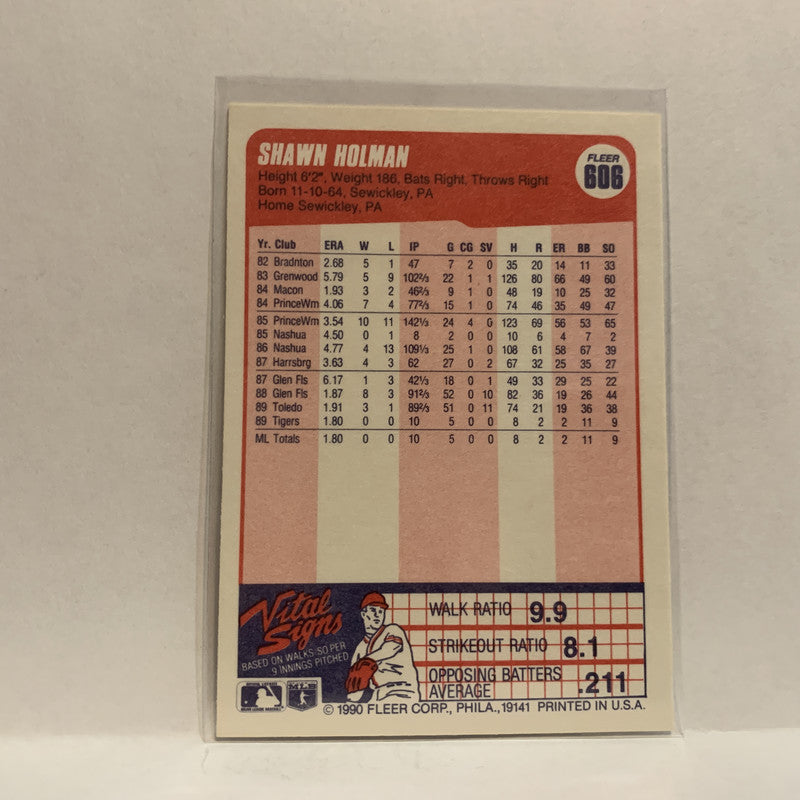 SHAWN HOLMAN
FLEER
606
Height 6'2", Weight 186, Bats Right, Throws Right
Born 11-10-64, Sewickley, PA
Home Sewickley, PA
Yr. Club ERA W L IP G CG SV H R ER BB SO
82 Bradnton 2.68 5 1 47 7 2 0 35 20 14 11 33
83 Grenwood 5.79 5 9 102⅔ 22 1 1 126 80 66 49 60
84 Macon 1.93 3 2 46⅔ 9 1 0 48 19 10 25 32
84 PrinceWm 4.06 7 4 77⅔ 15 1 0 74 46 35 49 47
85 PrinceWm 3.54 10 11 142⅓ 24 4 0 123 69 56 53 65
85 Nashua 4.50 0 1 8 2 0 0 10 6 4 7 2
86 Nashua 4.77 4 13 109⅓ 25 1 0 108 61 58 67 39
87 Harrsbrg 3.63 4 3 62 27 0 2 67 32 25 35 27
87 Glen Fls 6.17 1 3 42⅓ 18 0 1 49 33 29 25 22
88 Glen Fls 1.87 8 3 91⅔ 52 0 10 82 36 19 26 44
89 Toledo 1.91 3 1 89⅔ 51 0 11 74 21 19 36 38
89 Tigers 1.80 0 0 10 5 0 0 8 2 2 11 9
ML Totals 1.80 0 0 10 5 0 0 8 2 2 11 9
Vital
Signs
BASED ON WALKS/SO PER
9 INNINGS PITCHED
WALK RATIO 9.9
STRIKEOUT RATIO 8.1
OPPOSING BATTERS
AVERAGE .211
© 1990 FLEER CORP., PHILA., 19141 PRINTED IN U.S.A.